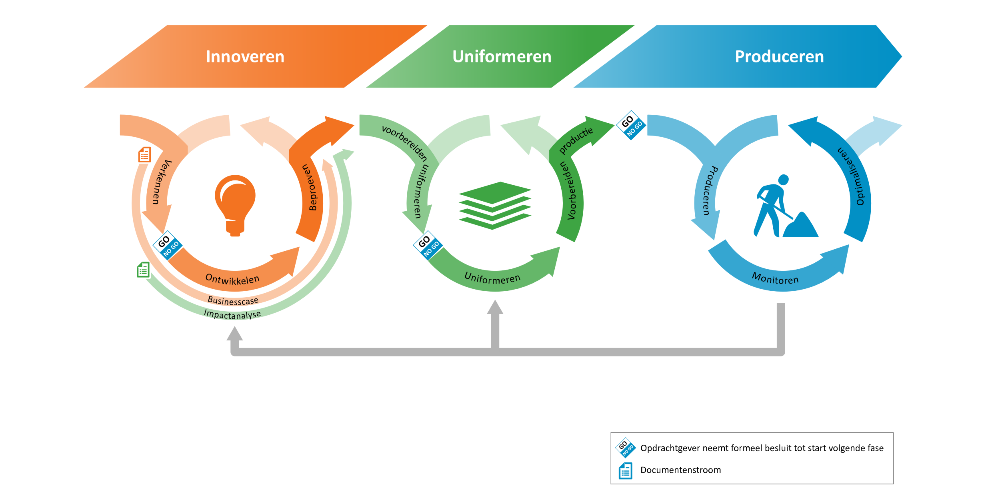 Innoveren
Uniformeren
Produceren
Verkennen
GO
NO GO
Ontwikkelen
Beproeven
Businesscase
Impactanalyse
voorbereiden uniformeren
GO
NO GO
Uniformeren
Voorbereiden productie
GO
NO GO
Produceren
Monitoren
Optimaliseren
GO
NO GO
Opdrachtgever neemt formeel besluit tot start volgende fase
Documentenstroom